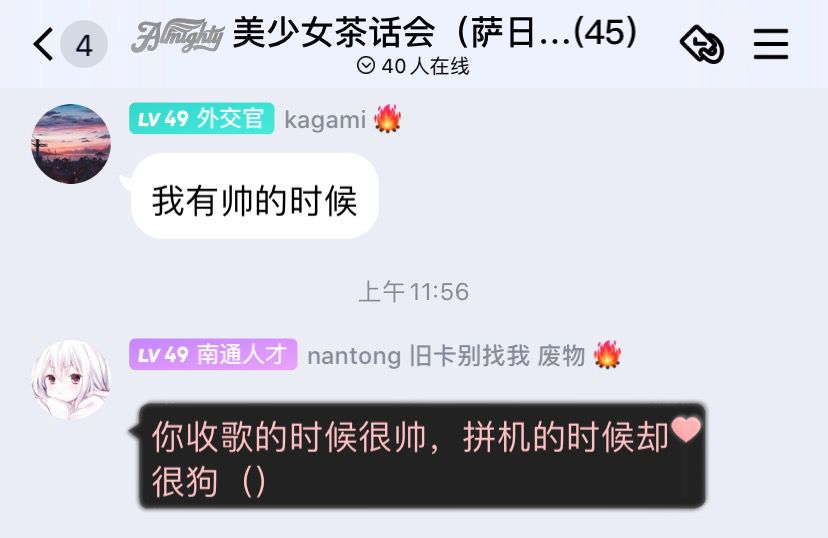 4
Almighty 美少女茶话会（萨日...(45)
40人在线
LV 49 外交官 kagami🔥
我有帅的时候
上午 11:56
LV 49 南通人才 nantong 旧卡别找我 废物🔥
你收歌的时候很帅，拼机的时候却
很狗（）